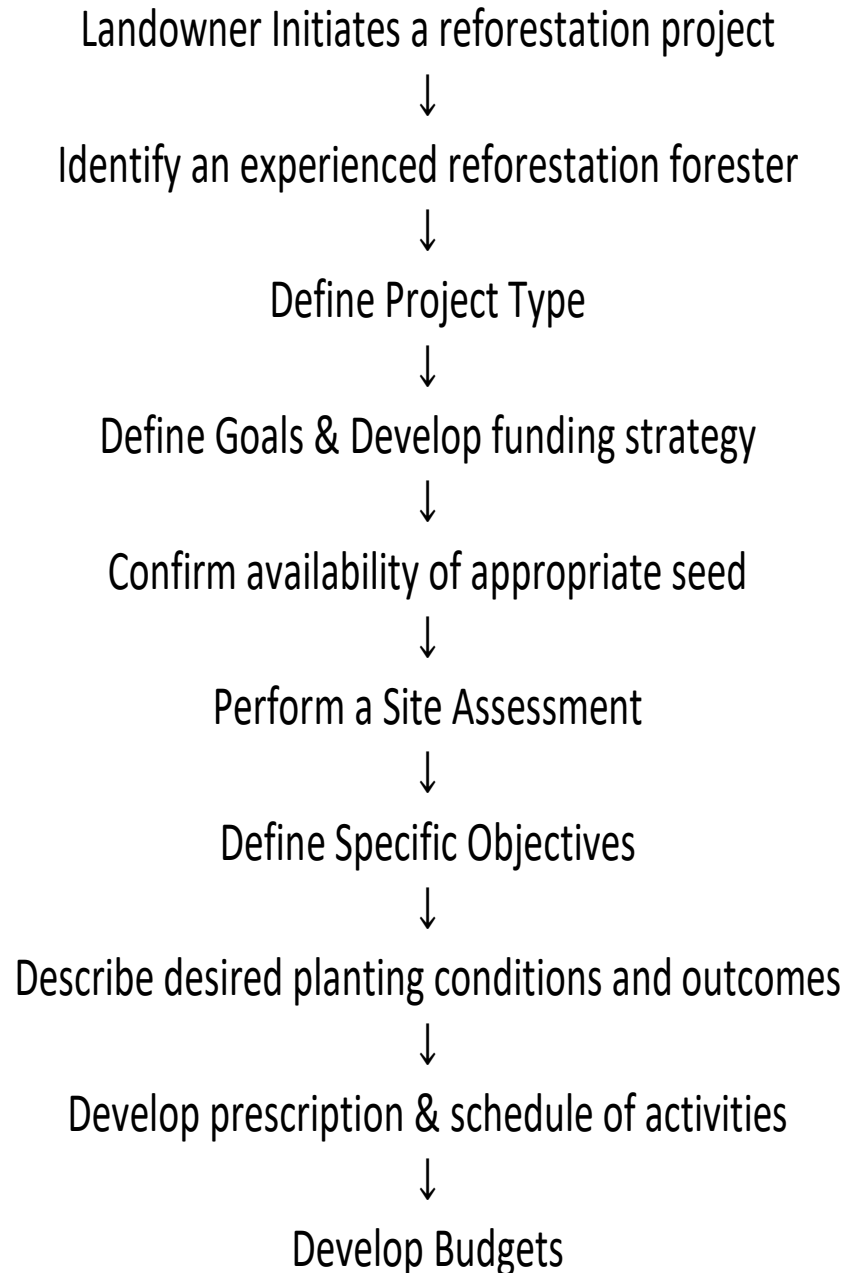 Landowner Initiates a reforestation project
↓
Identify an experienced reforestation forester
↓
Define Project Type
↓
Define Goals & Develop funding strategy
↓
Confirm availability of appropriate seed
↓
Perform a Site Assessment
↓
Define Specific Objectives
↓
Describe desired planting conditions and outcomes
↓
Develop prescription & schedule of activities
↓
Develop Budgets